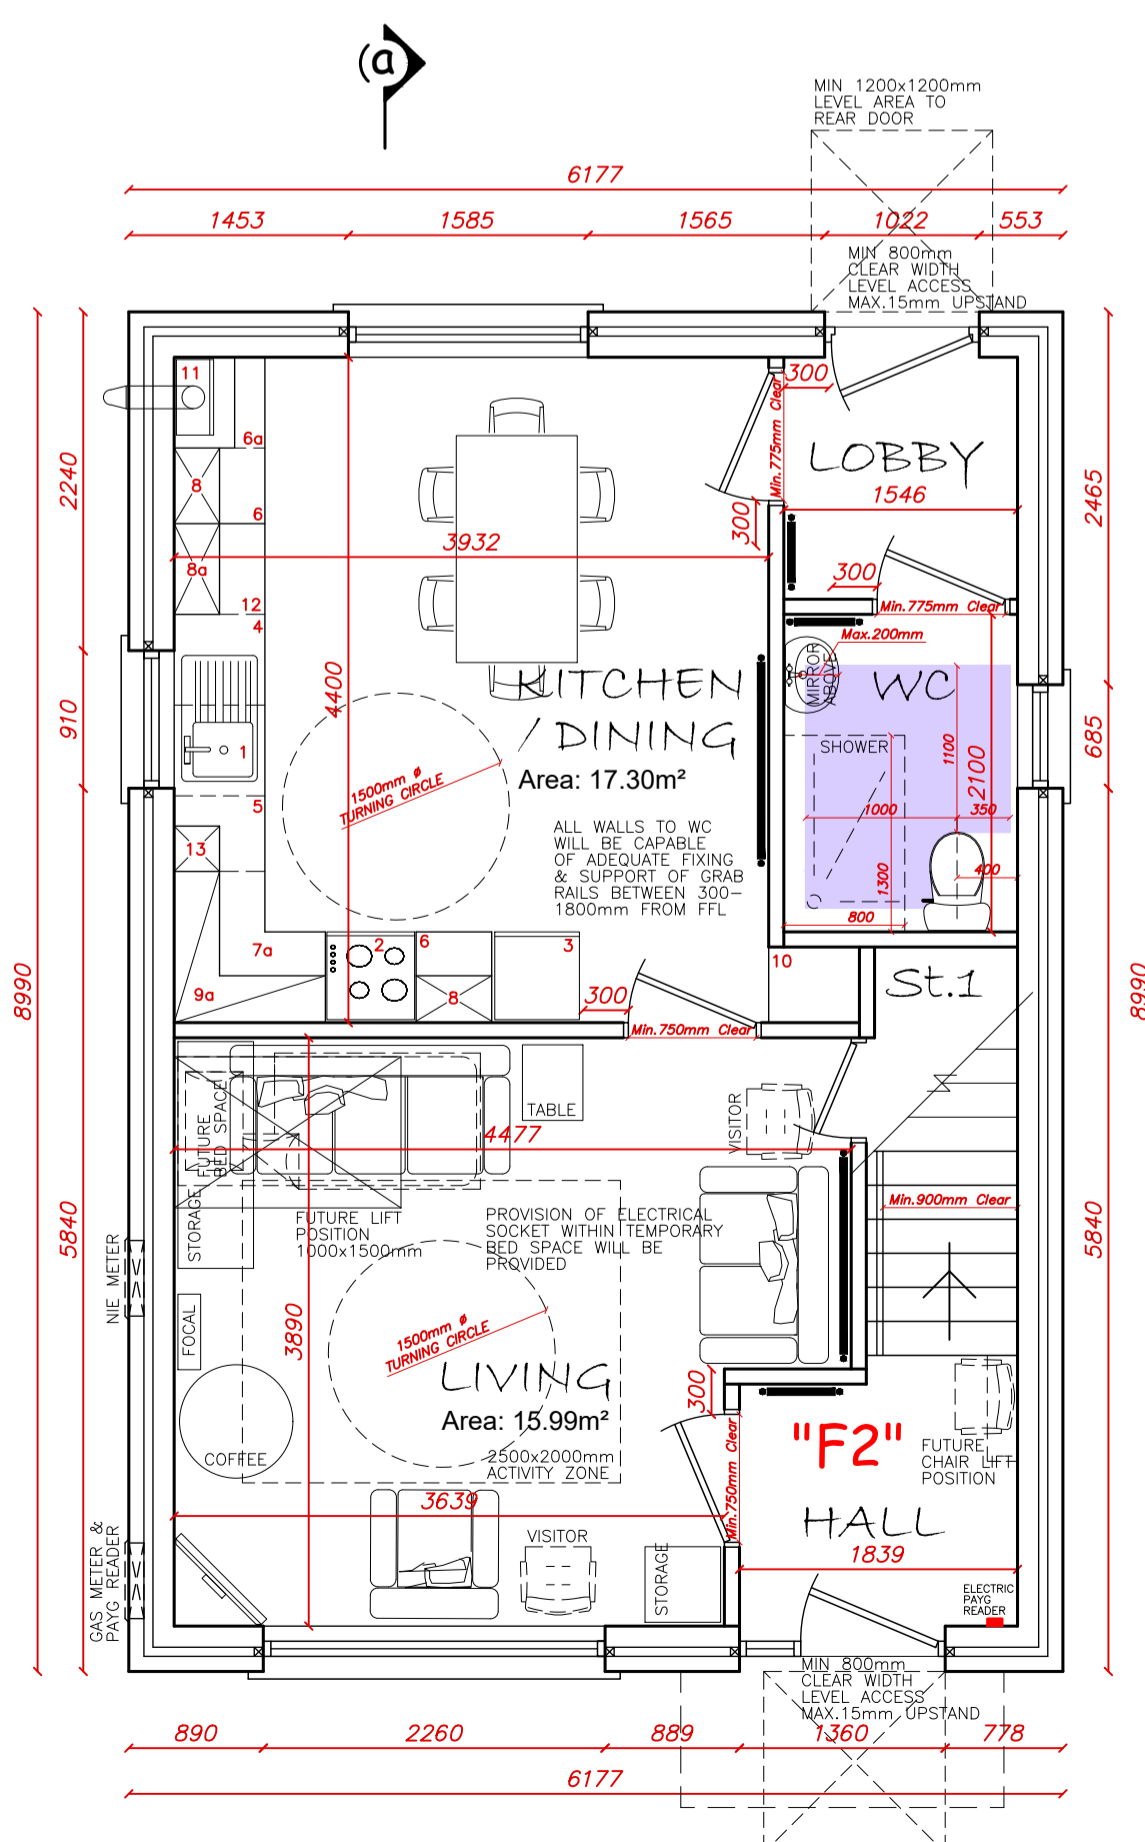 a
MIN 1200x1200mm
LEVEL AREA TO
REAR DOOR
6177
1453
1585
1565
1022
553
MIN 800mm
CLEAR WIDTH
LEVEL ACCESS
MAX.15mm UPSTAND
11
300
Min.775mm Clear
6a
LOBBY
2240
8
2465
1546
6
300
3932
8a
300
12
Min.775mm Clear
4
Max.200mm
MIRROR
ABOVE
KITCHEN
/ DINING
WC
4400
910
685
SHOWER
1100
2100
1
Area: 17.30m²
1500mm ø
TURNING CIRCLE
5
1000
350
ALL WALLS TO WC
WILL BE CAPABLE
OF ADEQUATE FIXING
& SUPPORT OF GRAB
RAILS BETWEEN 300-
1800mm FROM FFL
13
1300
400
800
7a
2
6
3
10
St.1
8990
8990
9a
8
300
Min.750mm Clear
FUTURE
BED SPACE
TABLE
VISITOR
4477
Min.900mm Clear
STORAGE
FUTURE LIFT
POSITION
1000x1500mm
PROVISION OF ELECTRICAL
SOCKET WITHIN TEMPORARY
BED SPACE WILL BE
PROVIDED
5840
5840
NIE METER
FOCAL
3890
1500mm ø
TURNING CIRCLE
LIVING
Area: 15.99m²
300
COFFEE
2500x2000mm
ACTIVITY ZONE
"F2"
FUTURE
CHAIR LIFT
POSITION
3639
Min.750mm Clear
HALL
GAS METER &
PAYG READER
VISITOR
STORAGE
1839
ELECTRIC
PAYG
READER
MIN 800mm
CLEAR WIDTH
LEVEL ACCESS
MAX.15mm UPSTAND
890
2260
889
1360
778
6177